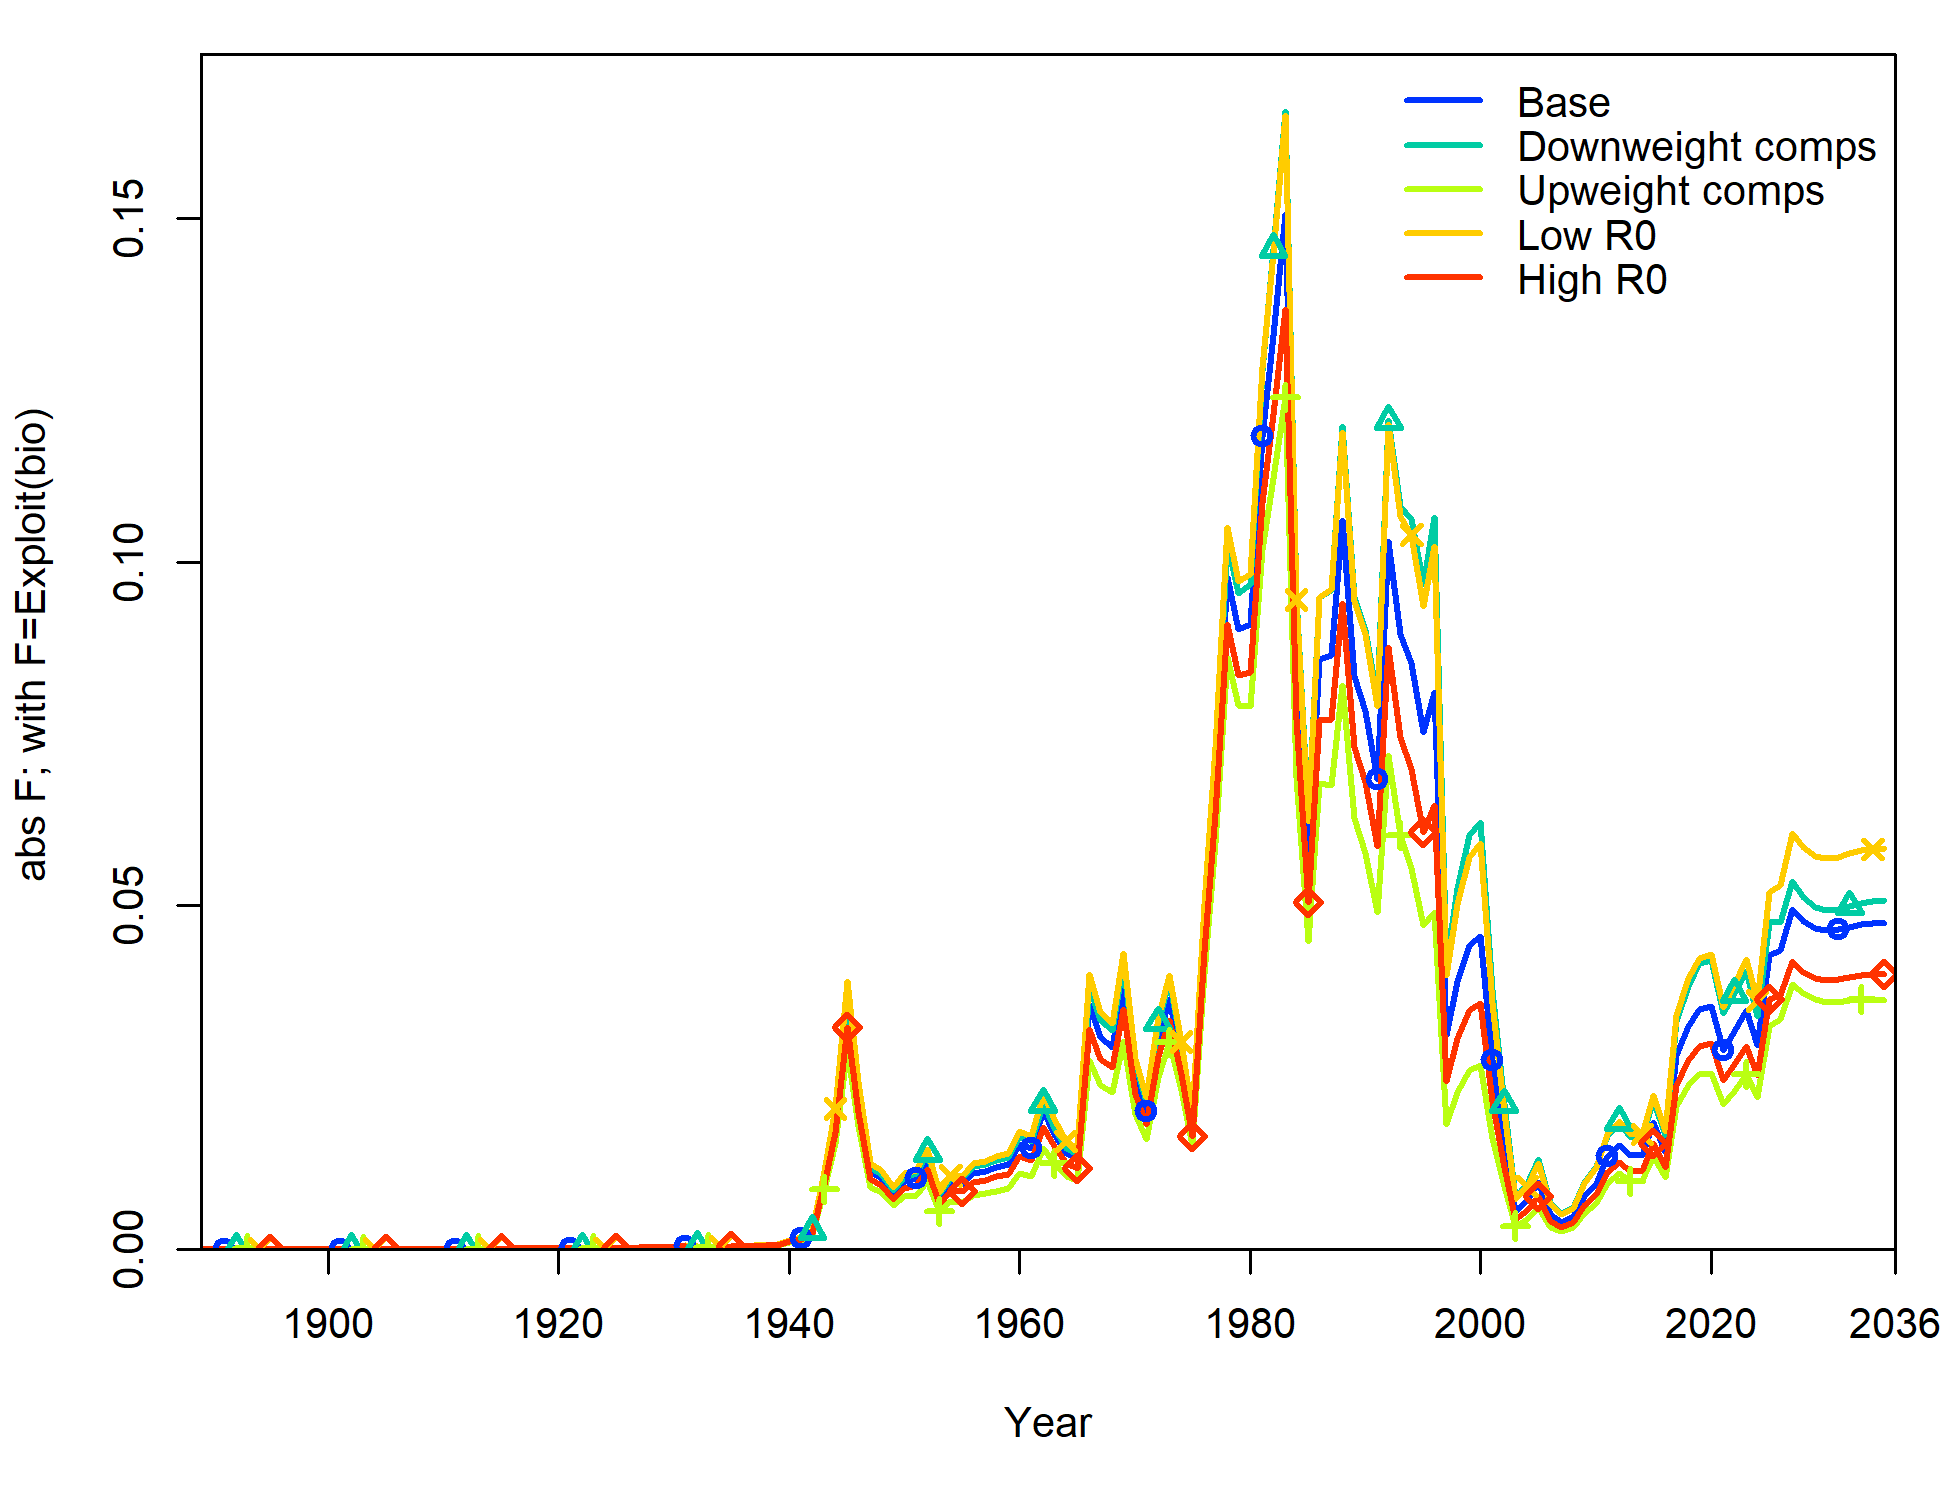 Base
Downweight comps
Upweight comps
Low R0
High R0
abs F; with F=Exploit(bio)
0.15
0.10
0.05
0.00
1900 1920 1940 1960 1980 2000 2020 2036
Year